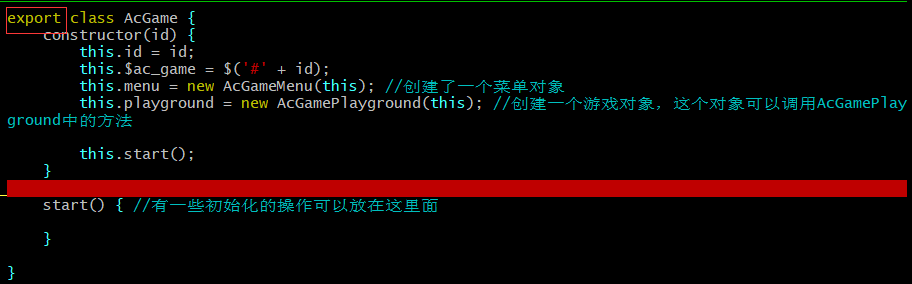 export class AcGame {
    constructor(id) {
        this.id = id;
        this.$ac_game = $('#' + id);
        this.menu = new AcGameMenu(this); //创建了一个菜单对象
        this.playground = new AcGamePlayground(this); //创建一个游戏对象，这个对象可以调用AcGamePlay
ground中的方法
        this.start();
    }
    start() { //有一些初始化的操作可以放在这里面
    }
}